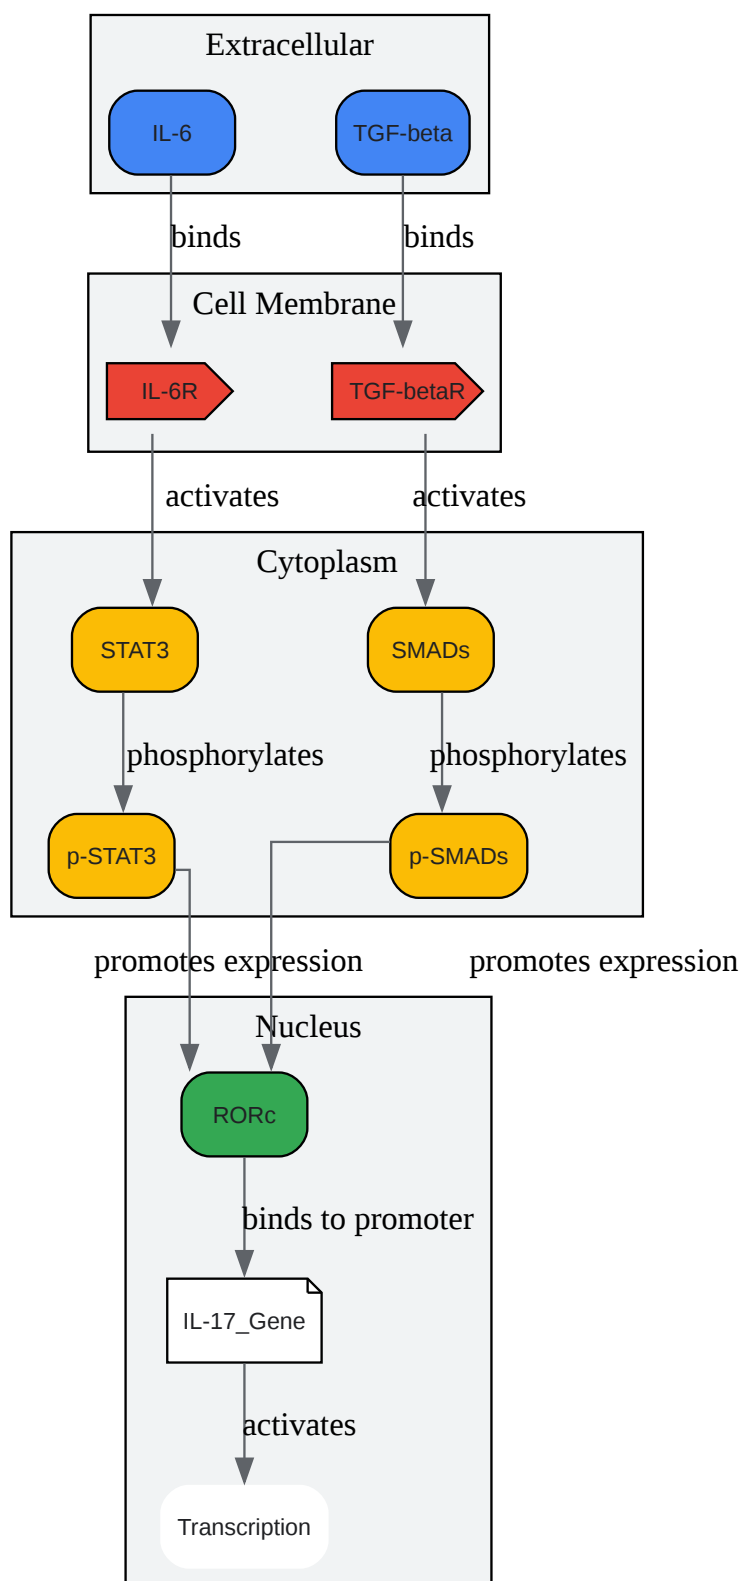 Extracellular
IL-6
TGF-beta
binds
binds
Cell Membrane
IL-6R
TGF-betaR
activates
activates
Cytoplasm
STAT3
SMADs
phosphorylates
phosphorylates
p-STAT3
p-SMADs
promotes expression
promotes expression
Nucleus
RORc
binds to promoter
IL-17_Gene
activates
Transcription